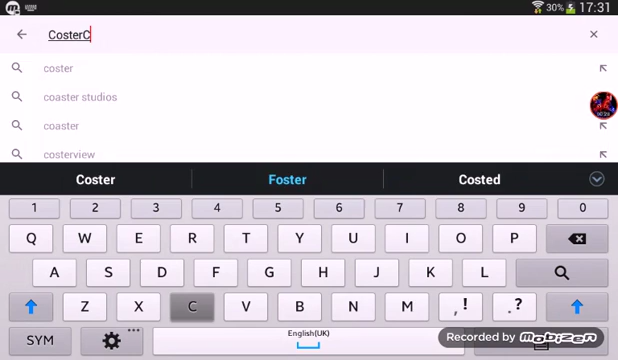 30% 17:31
CosterC
coster
coaster studios
coaster
costerview
Coster Foster Costed
1 2 3 4 5 6 7 8 9 0
Q W E R T Y U I O P
A S D F G H J K L
Z X C V B N M ,! .?
SYM English(UK)
Recorded by mobizen